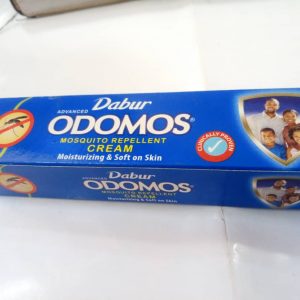 Dabur
ADVANCED
ODOMOS®
MOSQUITO REPELLENT
CREAM
Moisturizing & Soft on Skin
CLINICALLY PROVEN
Dabur
ADVANCED
ODOMOS®
MOSQUITO REPELLENT
CREAM
Moisturizing & Soft on Skin